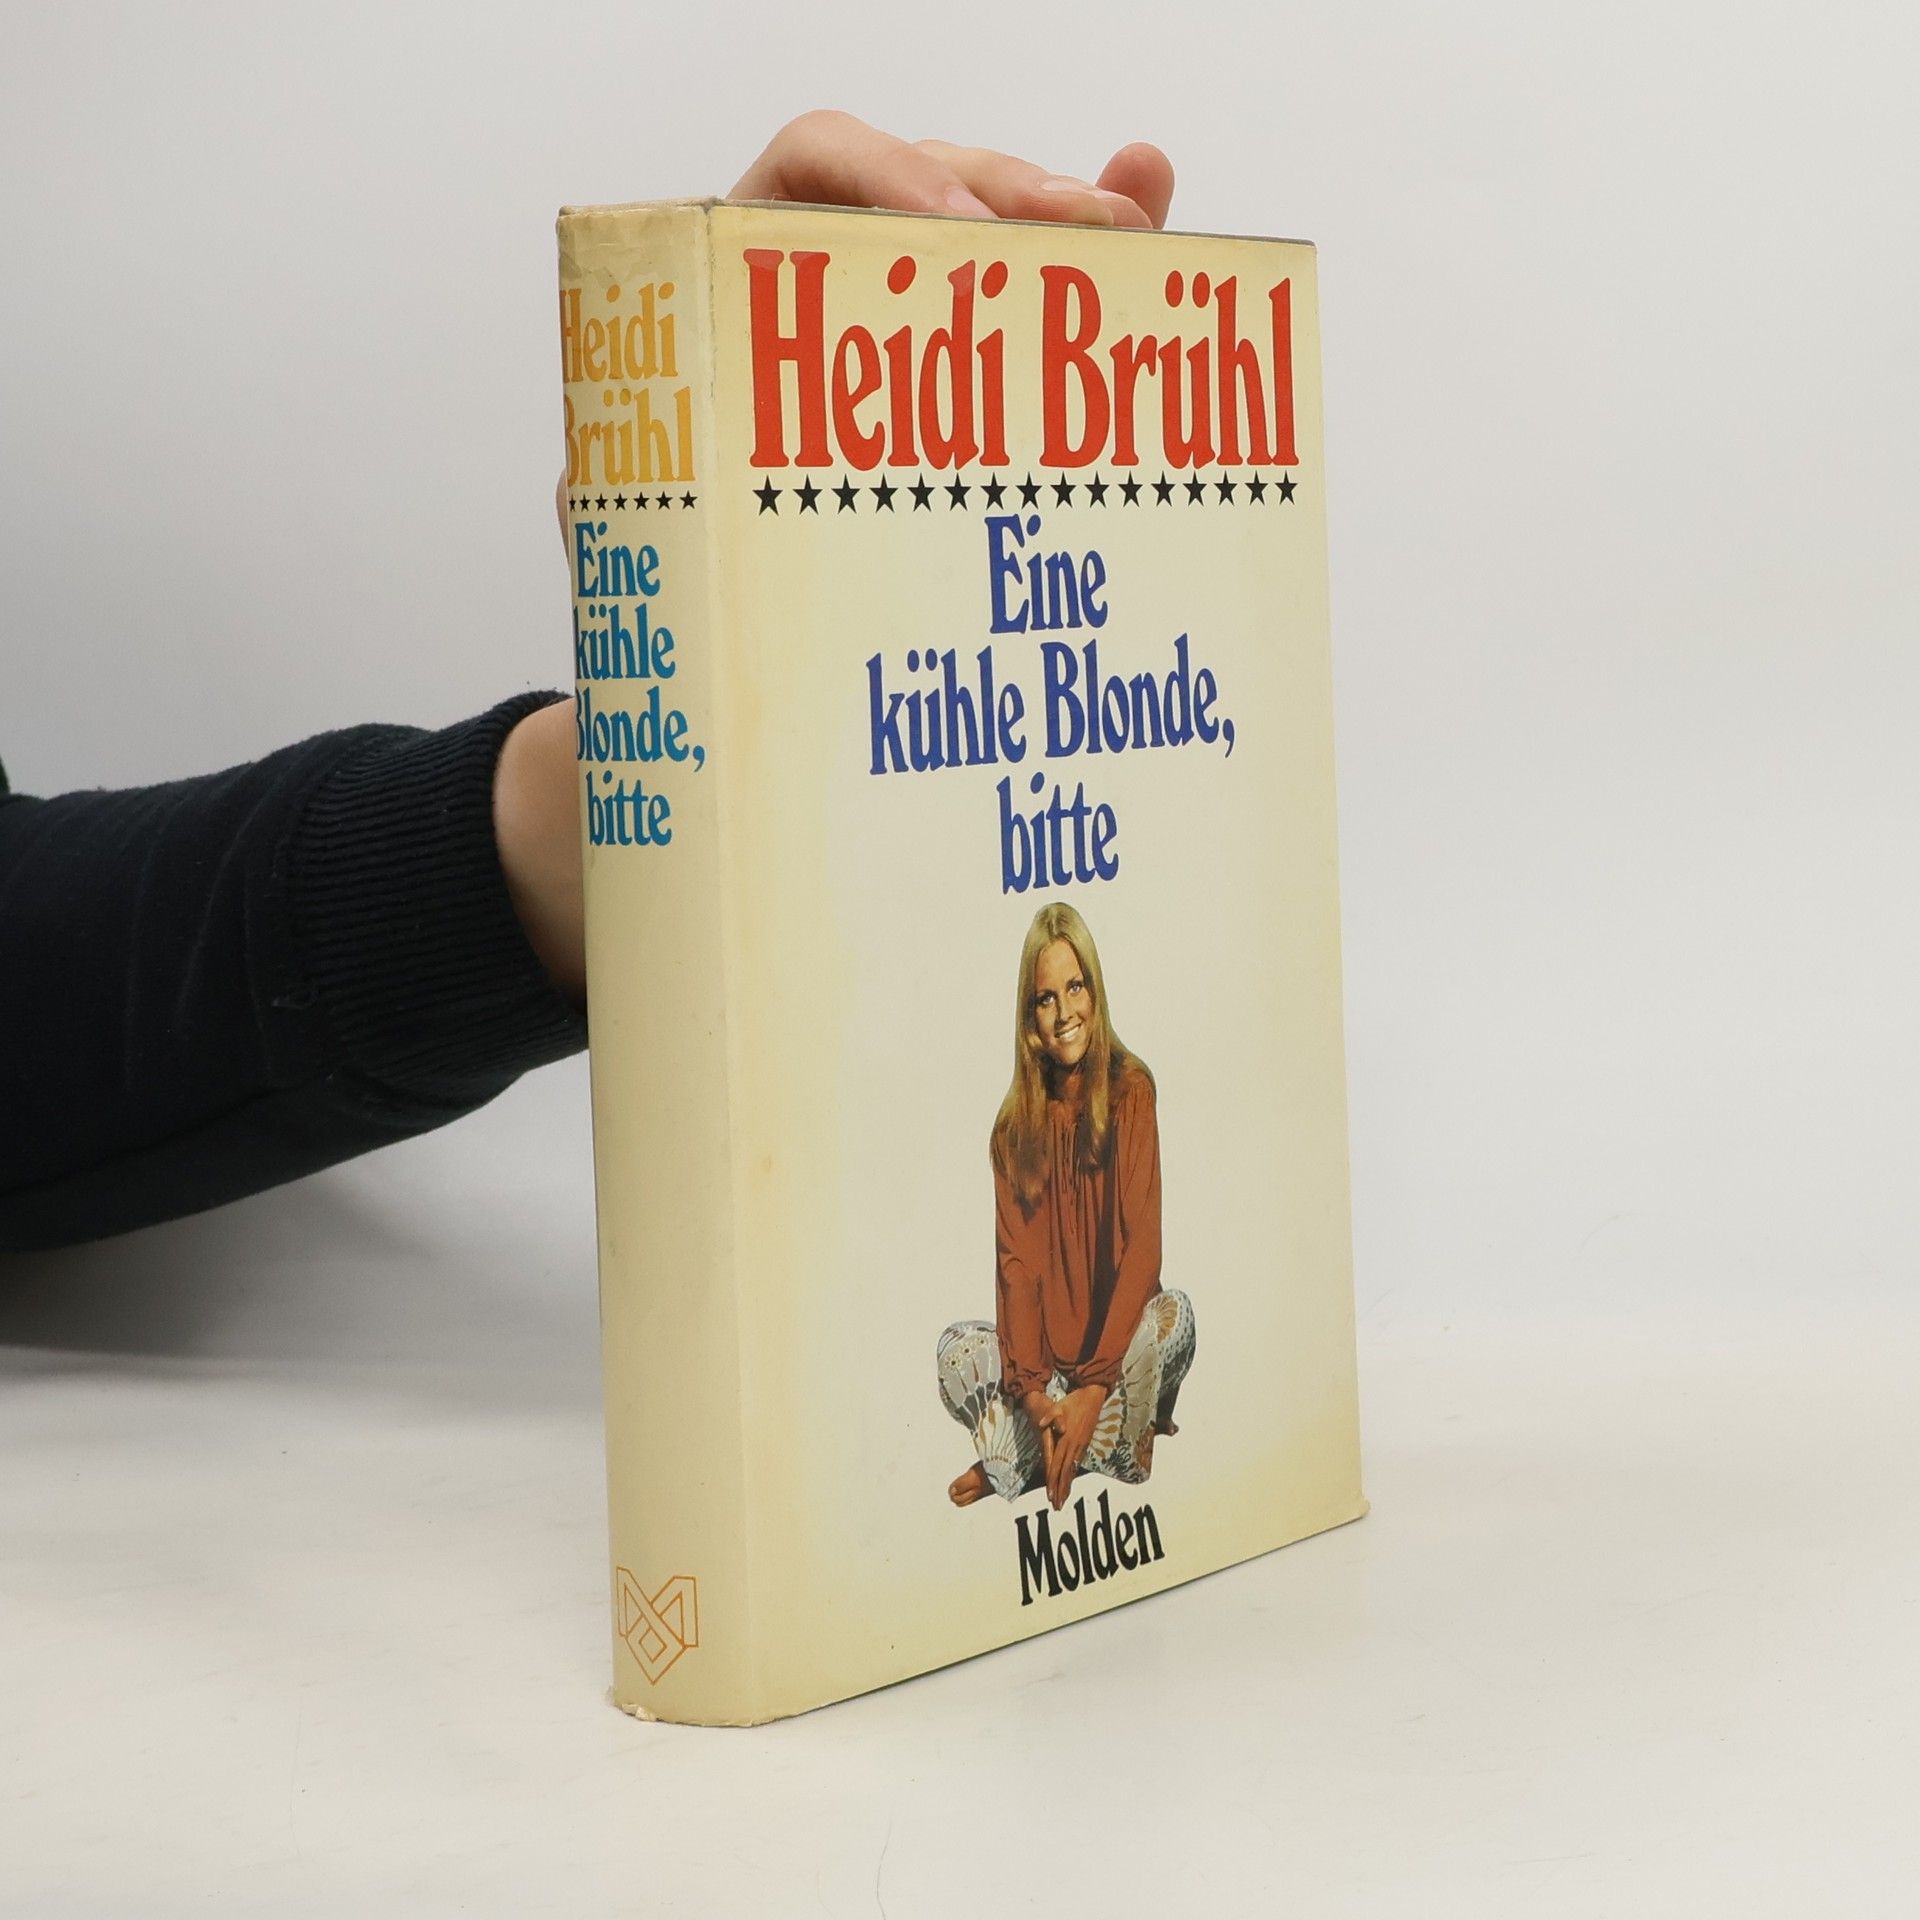 Heidi
Brühl
Eine
kühle
Blonde,
bitte
Heidi Brühl
Eine
kühle Blonde,
bitte
Molden